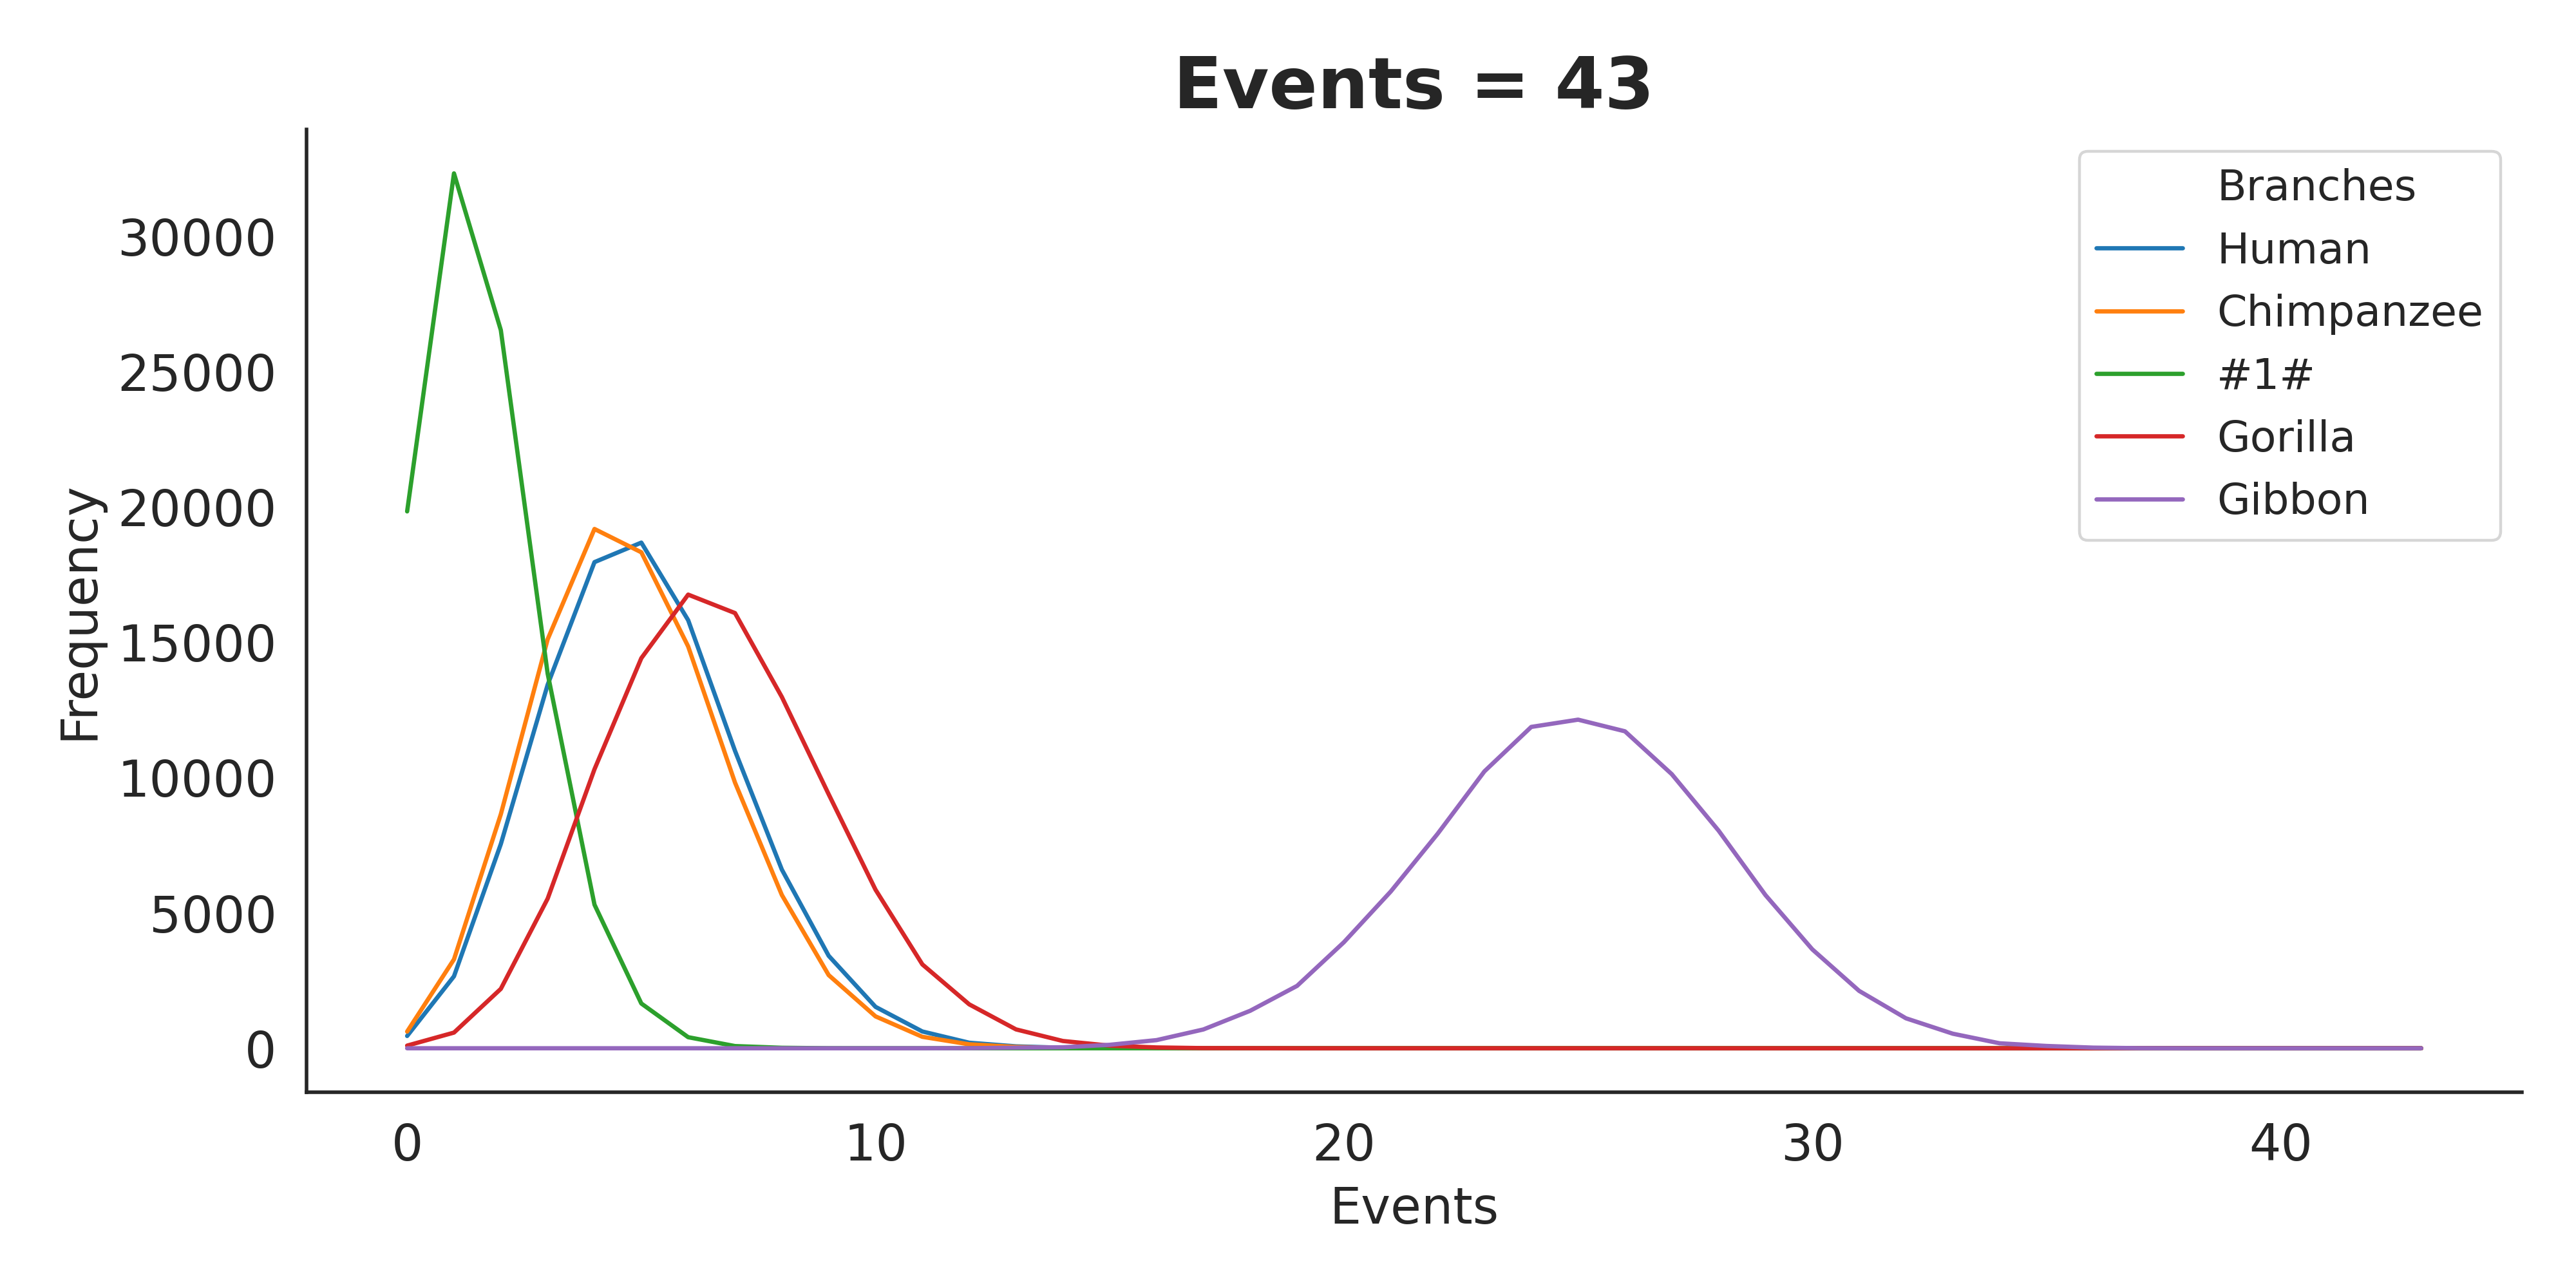 Events = 43
Frequency
30000
25000
20000
15000
10000
5000
0
0 10 20 30 40
Events
Branches
Human
Chimpanzee
#1#
Gorilla
Gibbon